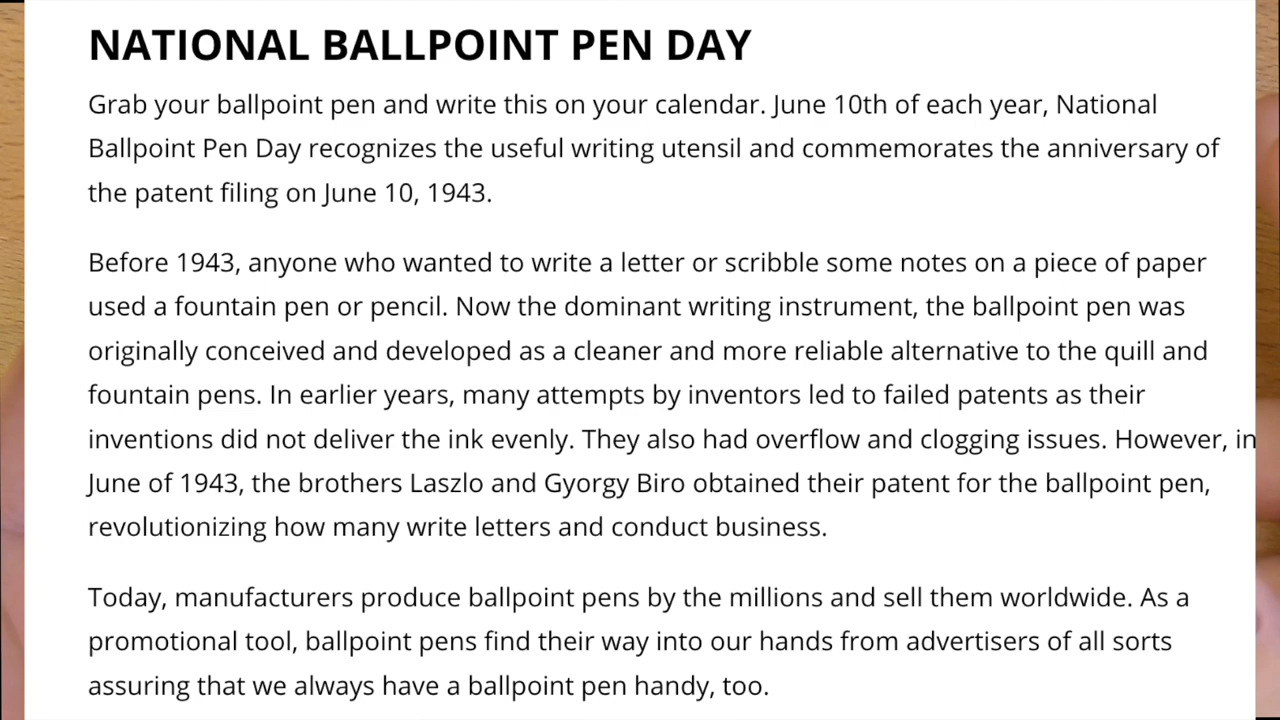 NATIONAL BALLPOINT PEN DAY
Grab your ballpoint pen and write this on your calendar. June 10th of each year, National
Ballpoint Pen Day recognizes the useful writing utensil and commemorates the anniversary of
the patent filing on June 10, 1943.
Before 1943, anyone who wanted to write a letter or scribble some notes on a piece of paper
used a fountain pen or pencil. Now the dominant writing instrument, the ballpoint pen was
originally conceived and developed as a cleaner and more reliable alternative to the quill and
fountain pens. In earlier years, many attempts by inventors led to failed patents as their
inventions did not deliver the ink evenly. They also had overflow and clogging issues. However, in
June of 1943, the brothers Laszlo and Gyorgy Biro obtained their patent for the ballpoint pen,
revolutionizing how many write letters and conduct business.
Today, manufacturers produce ballpoint pens by the millions and sell them worldwide. As a
promotional tool, ballpoint pens find their way into our hands from advertisers of all sorts
assuring that we always have a ballpoint pen handy, too.